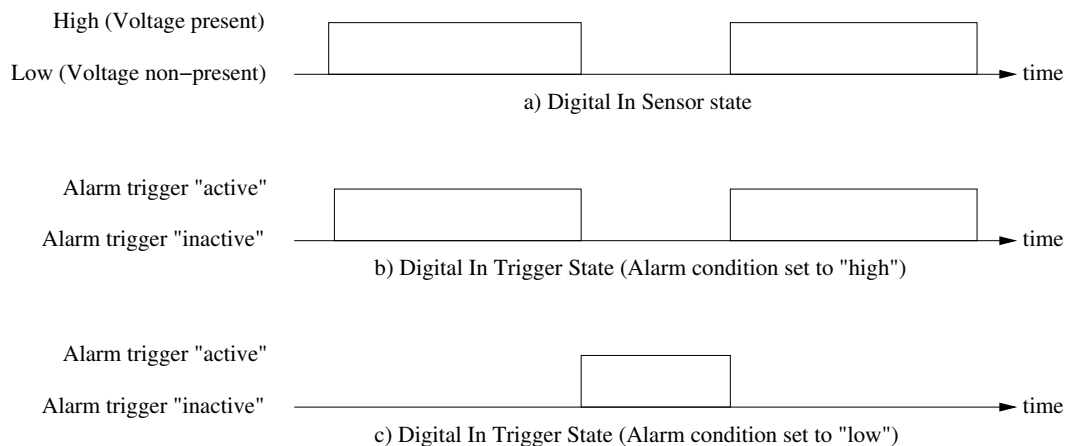 High (Voltage present)
Low (Voltage non−present)
time
a) Digital In Sensor state
Alarm trigger "active"
Alarm trigger "inactive"
time
b) Digital In Trigger State (Alarm condition set to "high")
Alarm trigger "active"
Alarm trigger "inactive"
time
c) Digital In Trigger State (Alarm condition set to "low")